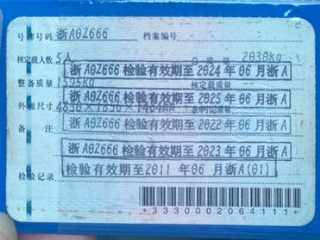 号牌号码 浙A0Z666 档案编号
核定载人数 5人 总质量 2030kg
浙A0Z666 检验有效期至2024年06月浙A
整备质量 1595kg 核定载质量
浙A0Z666 检验有效期至2025年06月浙A
外廓尺寸
浙A0Z666 检验有效期至2022年06月浙A
备 注
浙A0Z666 检验有效期至2023年06月浙A
检验有效期至2011年06月浙A(01)
检验记录
*3330002064111*